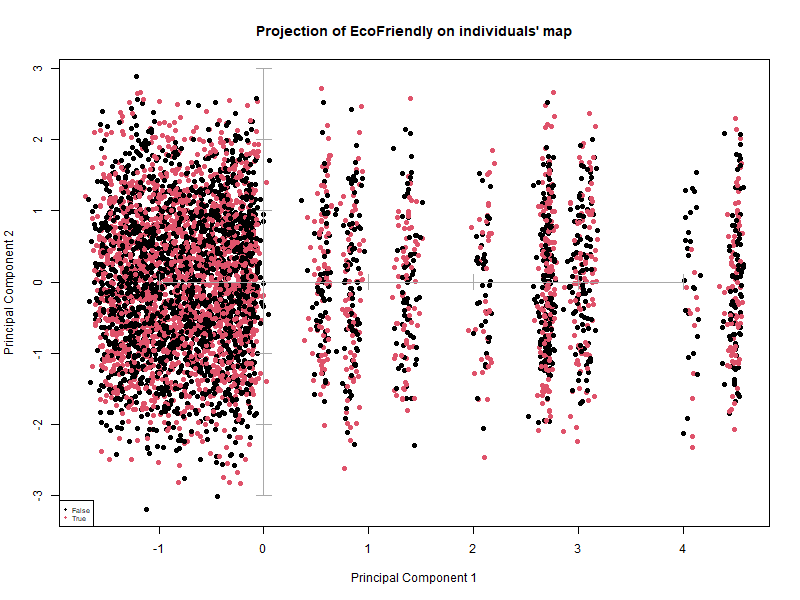 Projection of EcoFriendly on individuals' map
Principal Component 2
3
2
1
0
-1
-2
-3
False
True
-1
0
1
2
3
4
Principal Component 1